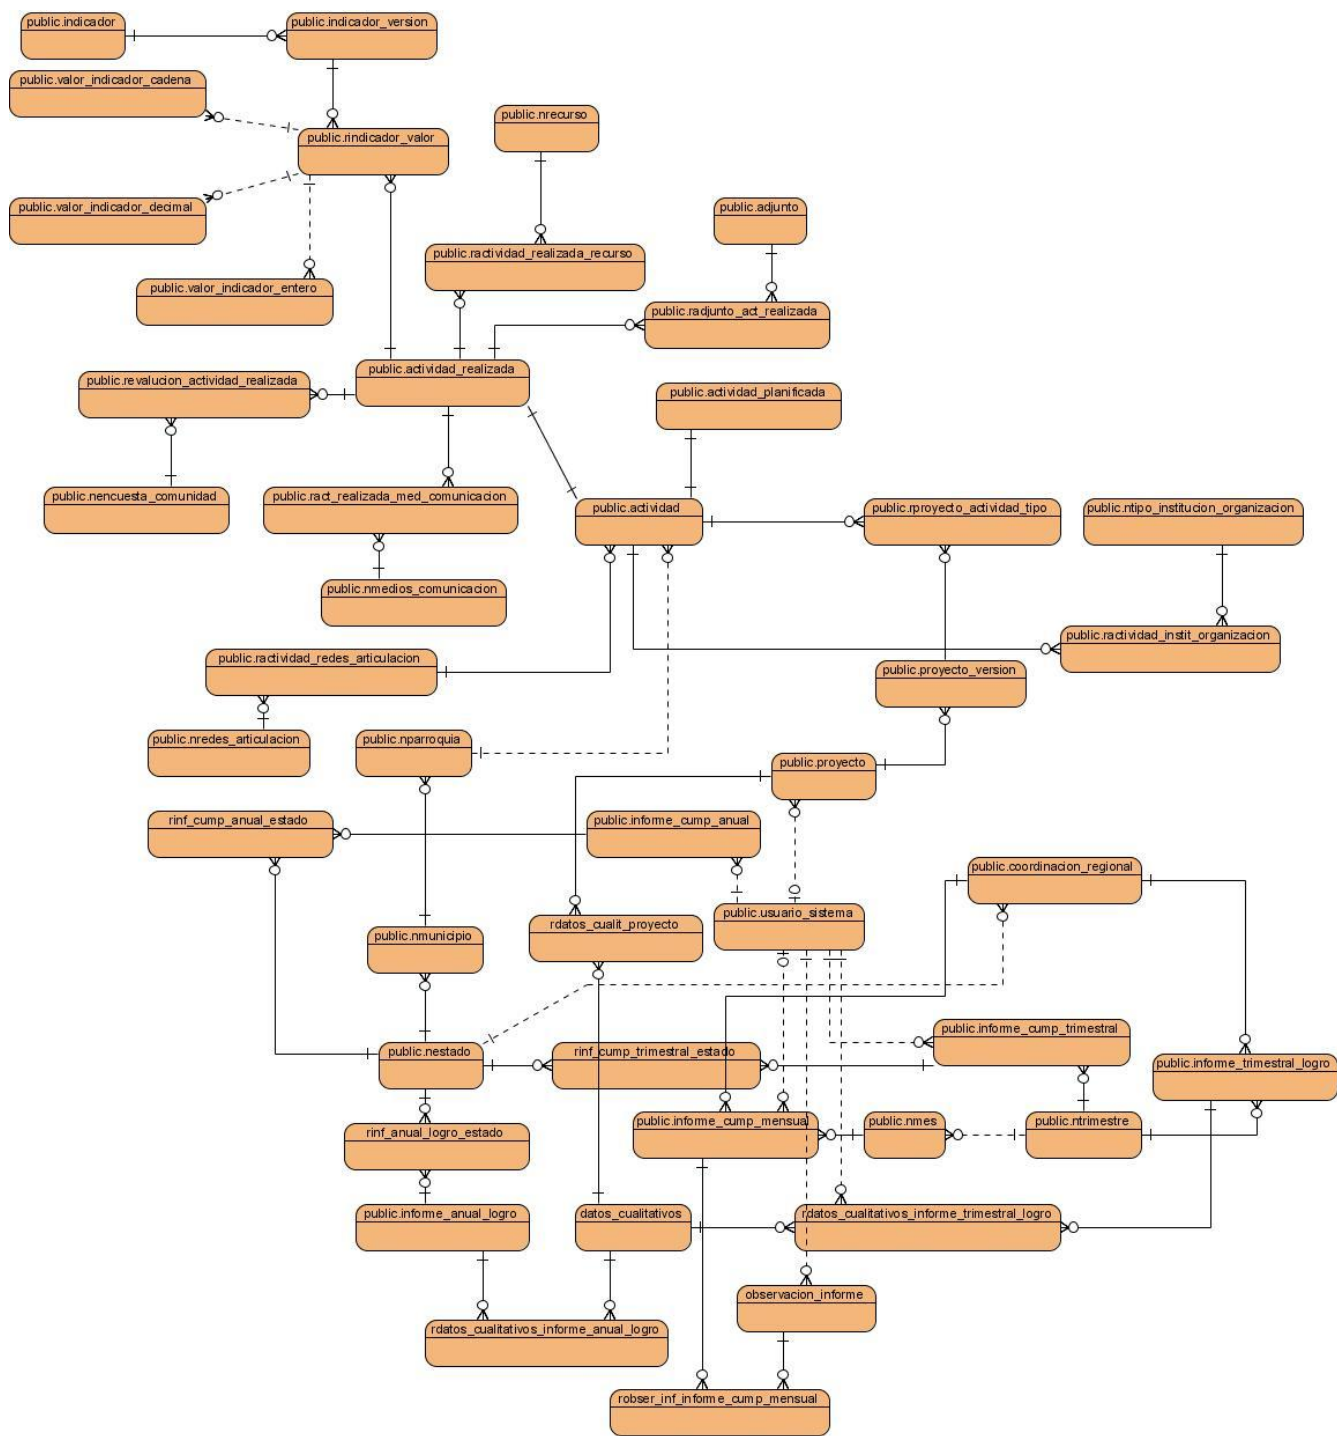 public.indicador
public.indicador_version
public.valor_indicador_cadena
public.nrecurso
public.rindicador_valor
public.valor_indicador_decimal
public.adjunto
public.ractividad_realizada_recurso
public.valor_indicador_entero
public.radjunto_act_realizada
public.actividad_realizada
public.revalucion_actividad_realizada
public.actividad_planificada
public.nencuesta_comunidad
public.ract_realizada_med_comunicacion
public.actividad
public.rproyecto_actividad_tipo
public.ntipo_institucion_organizacion
public.nmedios_comunicacion
public.ractividad_instit_organizacion
public.ractividad_redes_articulacion
public.proyecto_version
public.nredes_articulacion
public.nparroquia
public.proyecto
rinf_cump_anual_estado
public.informe_cump_anual
public.coordinacion_regional
public.usuario_sistema
rdatos_cualit_proyecto
public.nmunicipio
public.informe_cump_trimestral
public.nestado
rinf_cump_trimestral_estado
public.informe_trimestral_logro
public.informe_cump_mensual
public.nmes
public.ntrimestre
rinf_anual_logro_estado
public.informe_anual_logro
datos_cualitativos
rdatos_cualitativos_informe_trimestral_logro
observacion_informe
rdatos_cualitativos_informe_anual_logro
robser_inf_informe_cump_mensual